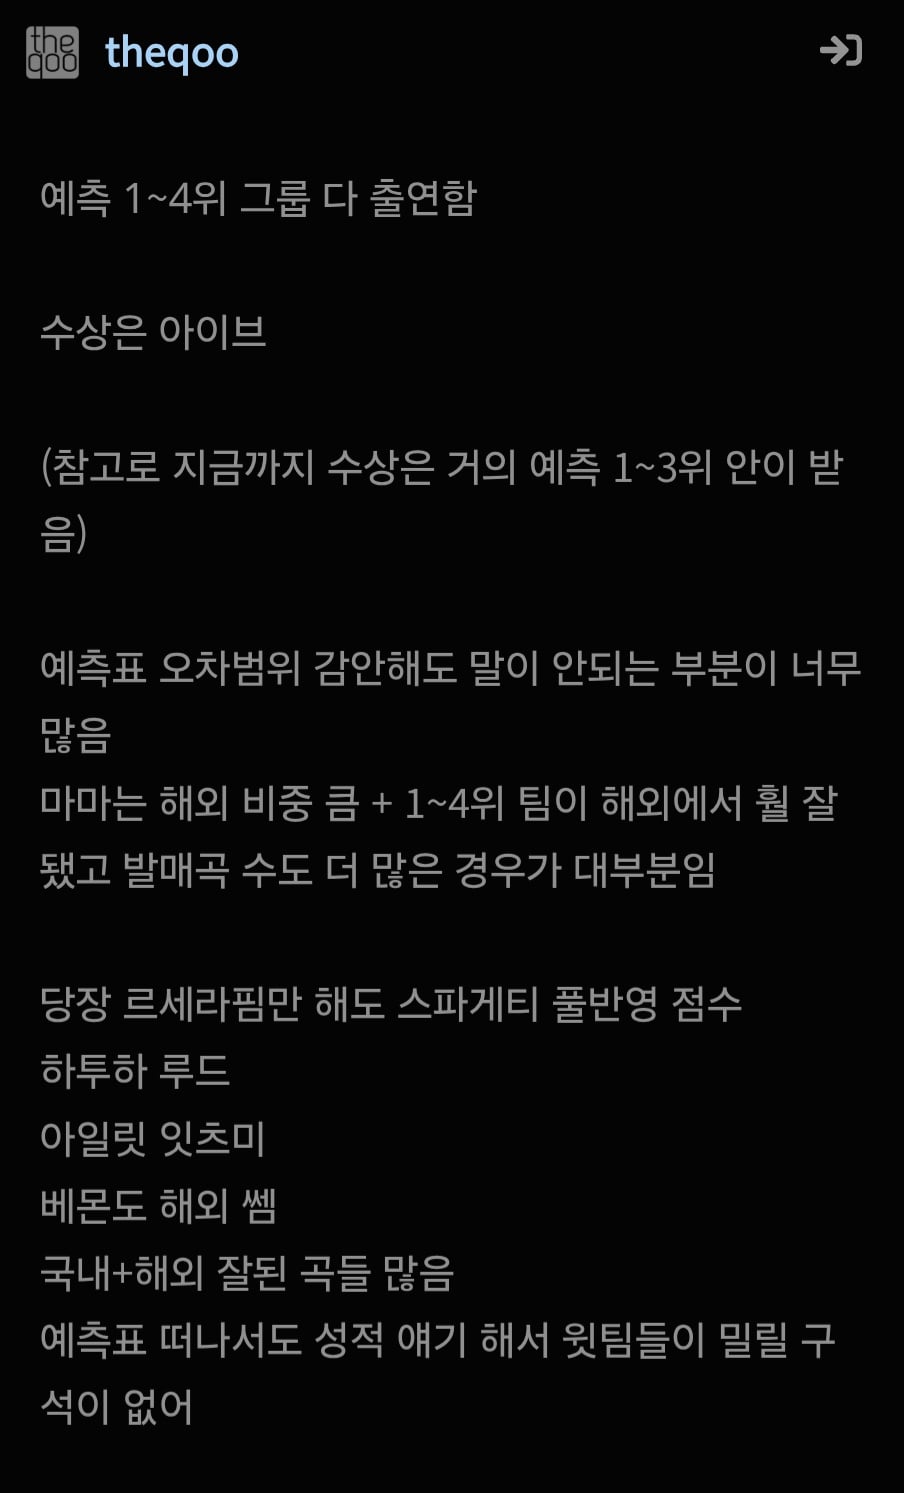 the
qoo
theqoo
예측 1~4위 그룹 다 출연함
수상은 아이브
(참고로 지금까지 수상은 거의 예측 1~3위 안이 받
음)
예측표 오차범위 감안해도 말이 안되는 부분이 너무
많음
마마는 해외 비중 큼 + 1~4위 팀이 해외에서 훨 잘
됐고 발매곡 수도 더 많은 경우가 대부분임
당장 르세라핌만 해도 스파게티 풀반영 점수
하투하 루드
아일릿 잇츠미
베몬도 해외 쎔
국내+해외 잘된 곡들 많음
예측표 떠나서도 성적 얘기 해서 윗팀들이 밀릴 구
석이 없어